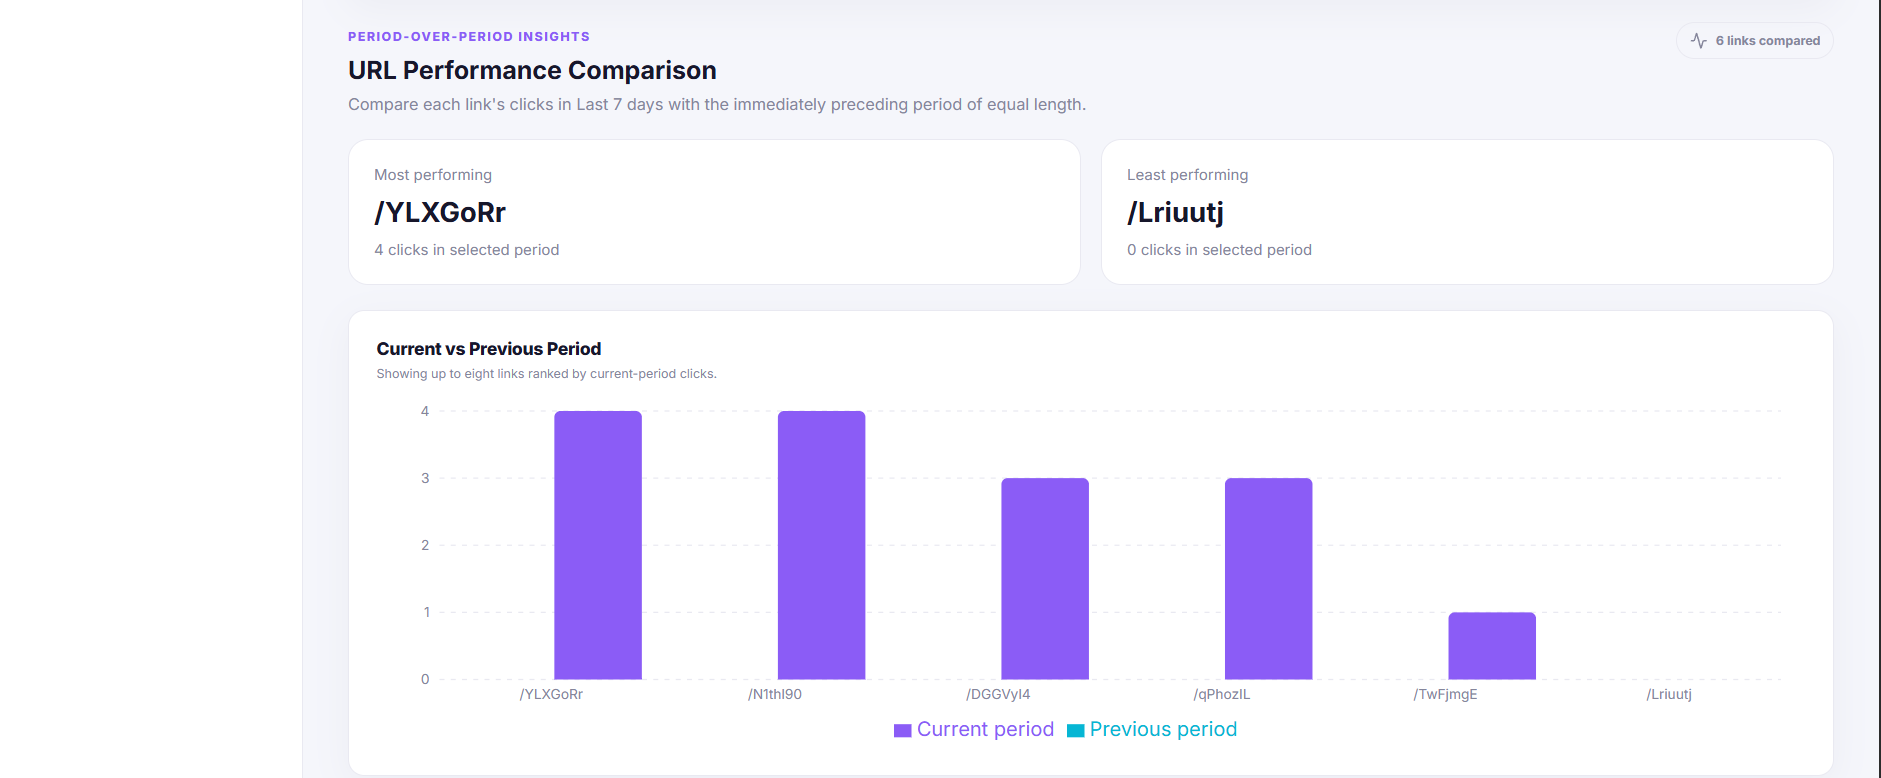 PERIOD-OVER-PERIOD INSIGHTS
6 links compared
URL Performance Comparison
Compare each link's clicks in Last 7 days with the immediately preceding period of equal length.
Most performing
/YLXGoRr
4 clicks in selected period
Least performing
/Lriuutj
0 clicks in selected period
Current vs Previous Period
Showing up to eight links ranked by current-period clicks.
4
3
2
1
0
/YLXGoRr
/N1thI90
/DGGVyI4
/qPhozIL
/TwFjmgE
/Lriuutj
Current period
Previous period